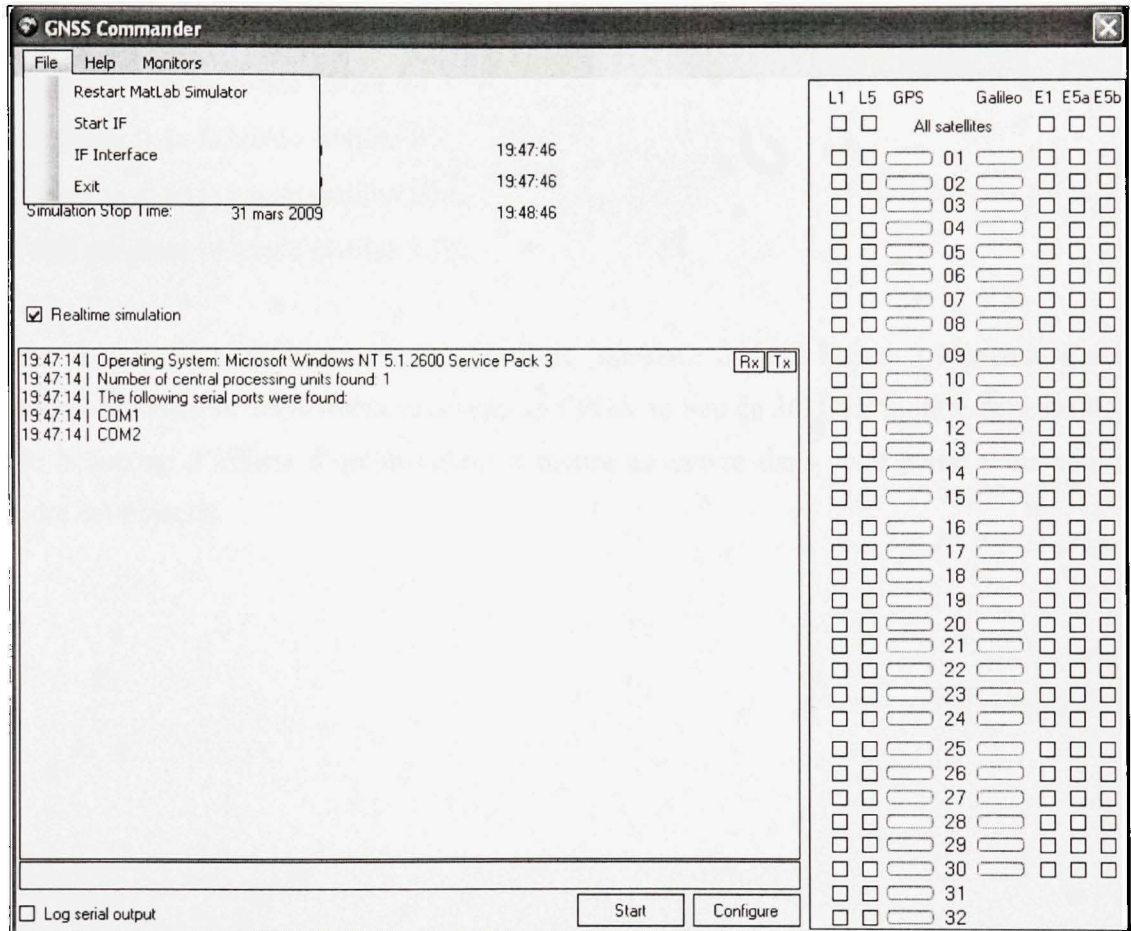 GNSS Commander
File Help Monitors
Restart MatLab Simulator
Start IF
IF Interface
Exit
19:47:46
19:47:46
Simulation Stop Time: 31 mars 2009 19:48:46
Realtime simulation
19:47:14 | Operating System: Microsoft Windows NT 5.1.2600 Service Pack 3
19:47:14 | Number of central processing units found: 1
19:47:14 | The following serial ports were found:
19:47:14 | COM1
19:47:14 | COM2
Rx Tx
Log serial output
Start Configure
L1 L5 GPS Galileo E1 E5a E5b
All satellites
01
02
03
04
05
06
07
08
09
10
11
12
13
14
15
16
17
18
19
20
21
22
23
24
25
26
27
28
29
30
31
32